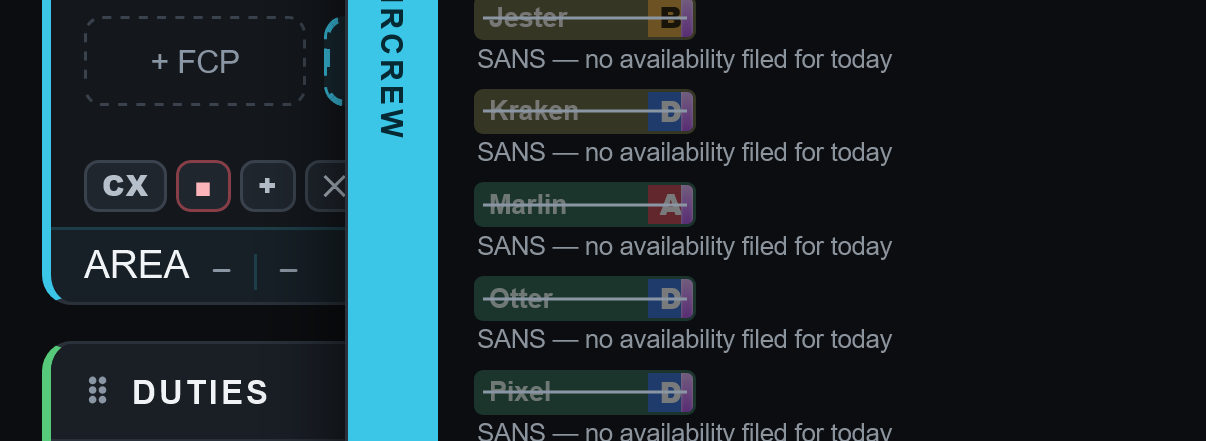 + FCP
CX
AREA – | –
DUTIES
Jester B
SANS — no availability filed for today
Kraken D
SANS — no availability filed for today
Marlin A
SANS — no availability filed for today
Otter D
SANS — no availability filed for today
Pixel D
SANS — no availability filed for today